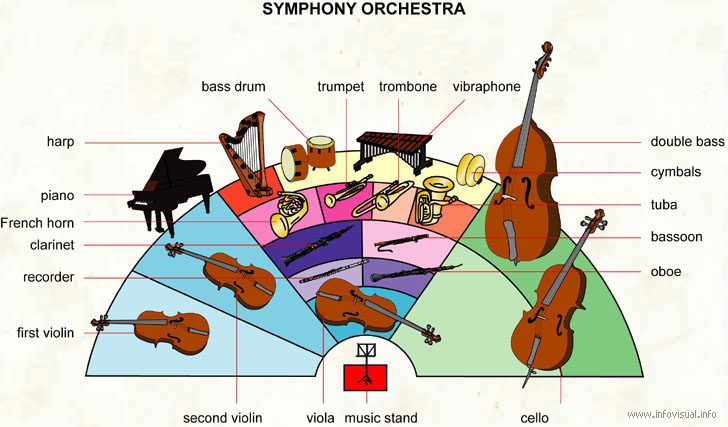 SYMPHONY ORCHESTRA
bass drum
trumpet
trombone
vibraphone
harp
double bass
cymbals
piano
tuba
French horn
clarinet
bassoon
recorder
oboe
first violin
second violin
viola
music stand
cello
www.infovisual.info